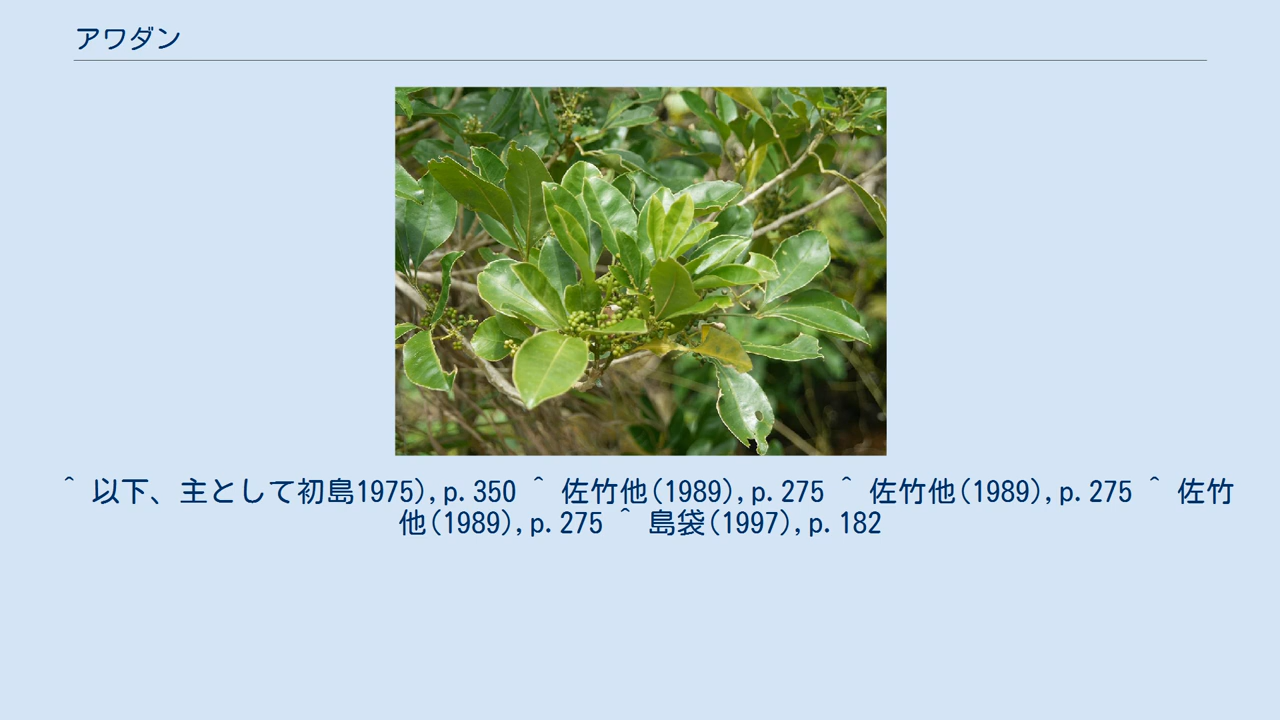 アワダン
^ 以下、主として初島1975),p.350 ^ 佐竹他(1989),p.275 ^ 佐竹他(1989),p.275 ^ 佐竹
他(1989),p.275 ^ 島袋(1997),p.182